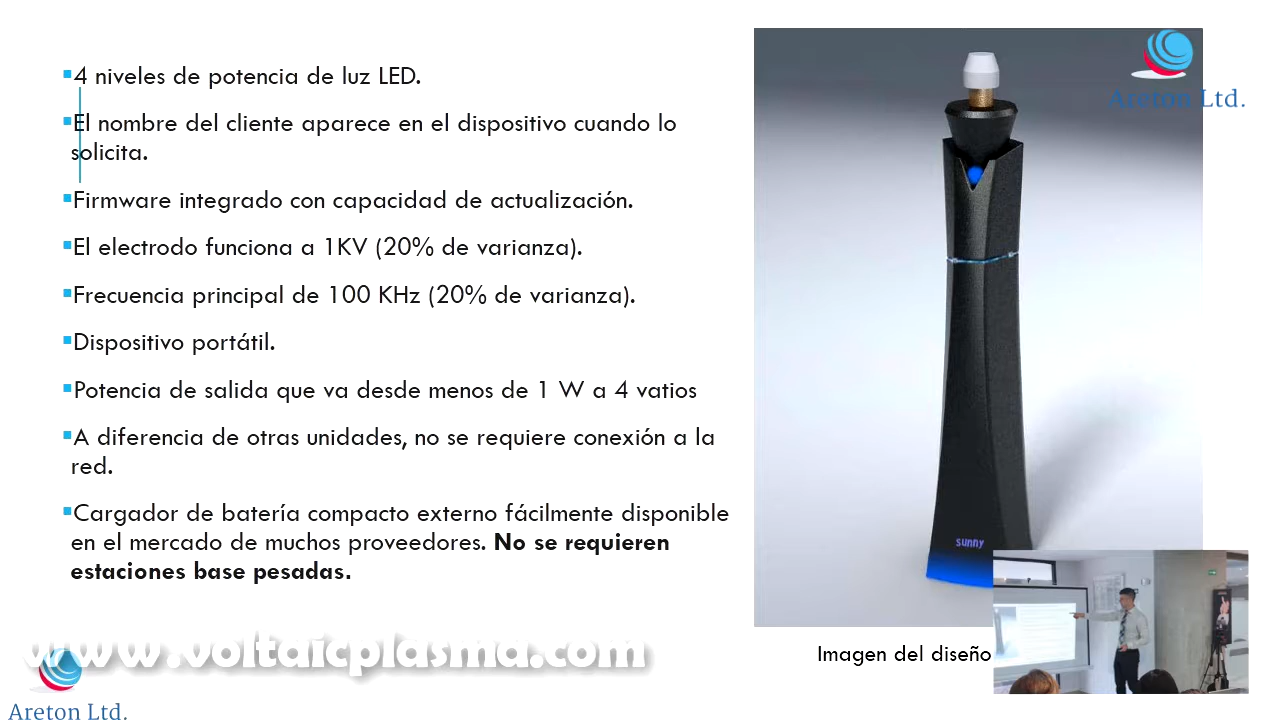 4 niveles de potencia de luz LED.
El nombre del cliente aparece en el dispositivo cuando lo
solicita.
Firmware integrado con capacidad de actualización.
El electrodo funciona a 1KV (20% de varianza).
Frecuencia principal de 100 KHz (20% de varianza).
Dispositivo portátil.
Potencia de salida que va desde menos de 1 W a 4 vatios
A diferencia de otras unidades, no se requiere conexión a la
red.
Cargador de batería compacto externo fácilmente disponible
en el mercado de muchos proveedores. No se requieren
estaciones base pesadas.
Areton Ltd.
sunny
Imagen del diseño
www.voltaicplasma.com
Areton Ltd.